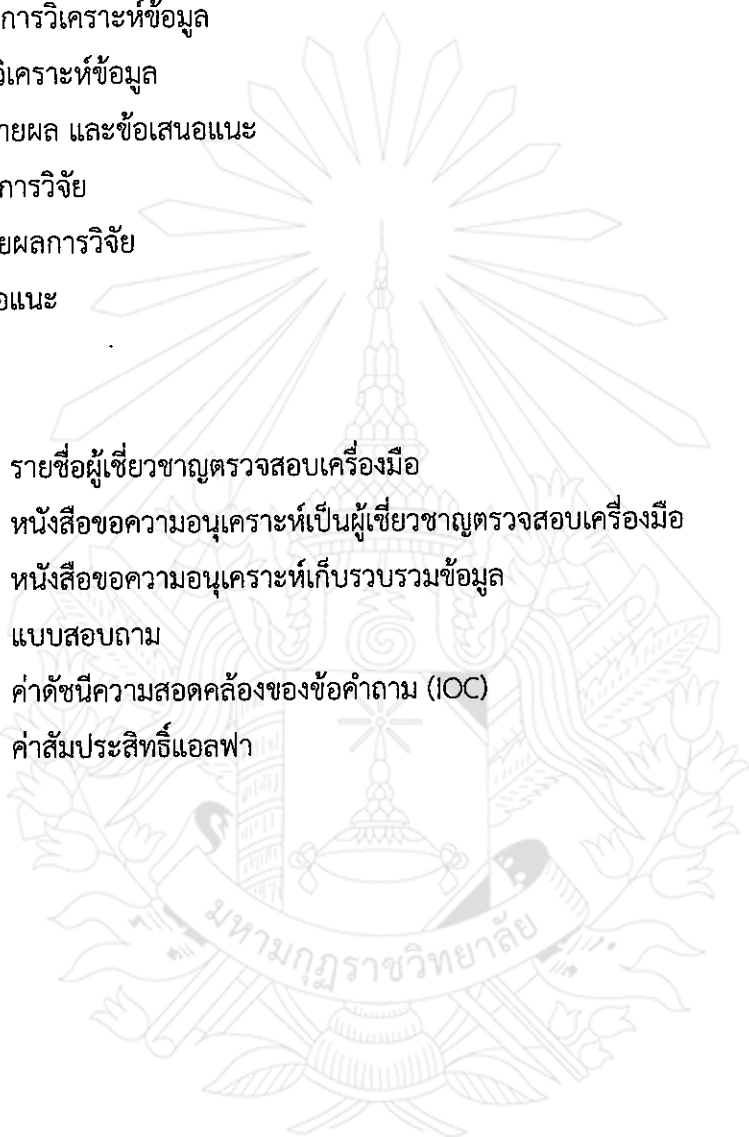 การวิเคราะห์ข้อมูล
วิเคราะห์ข้อมูล
ายผล และข้อเสนอแนะ
การวิจัย
ยผลการวิจัย
อแนะ
รายชื่อผู้เชี่ยวชาญตรวจสอบเครื่องมือ
หนังสือขอความอนุเคราะห์เป็นผู้เชี่ยวชาญตรวจสอบเครื่องมือ
หนังสือขอความอนุเคราะห์เก็บรวบรวมข้อมูล
แบบสอบถาม
ค่าดัชนีความสอดคล้องของข้อคำถาม (IOC)
ค่าสัมประสิทธิ์แอลฟา
มหามกุฏราชวิทยาลัย